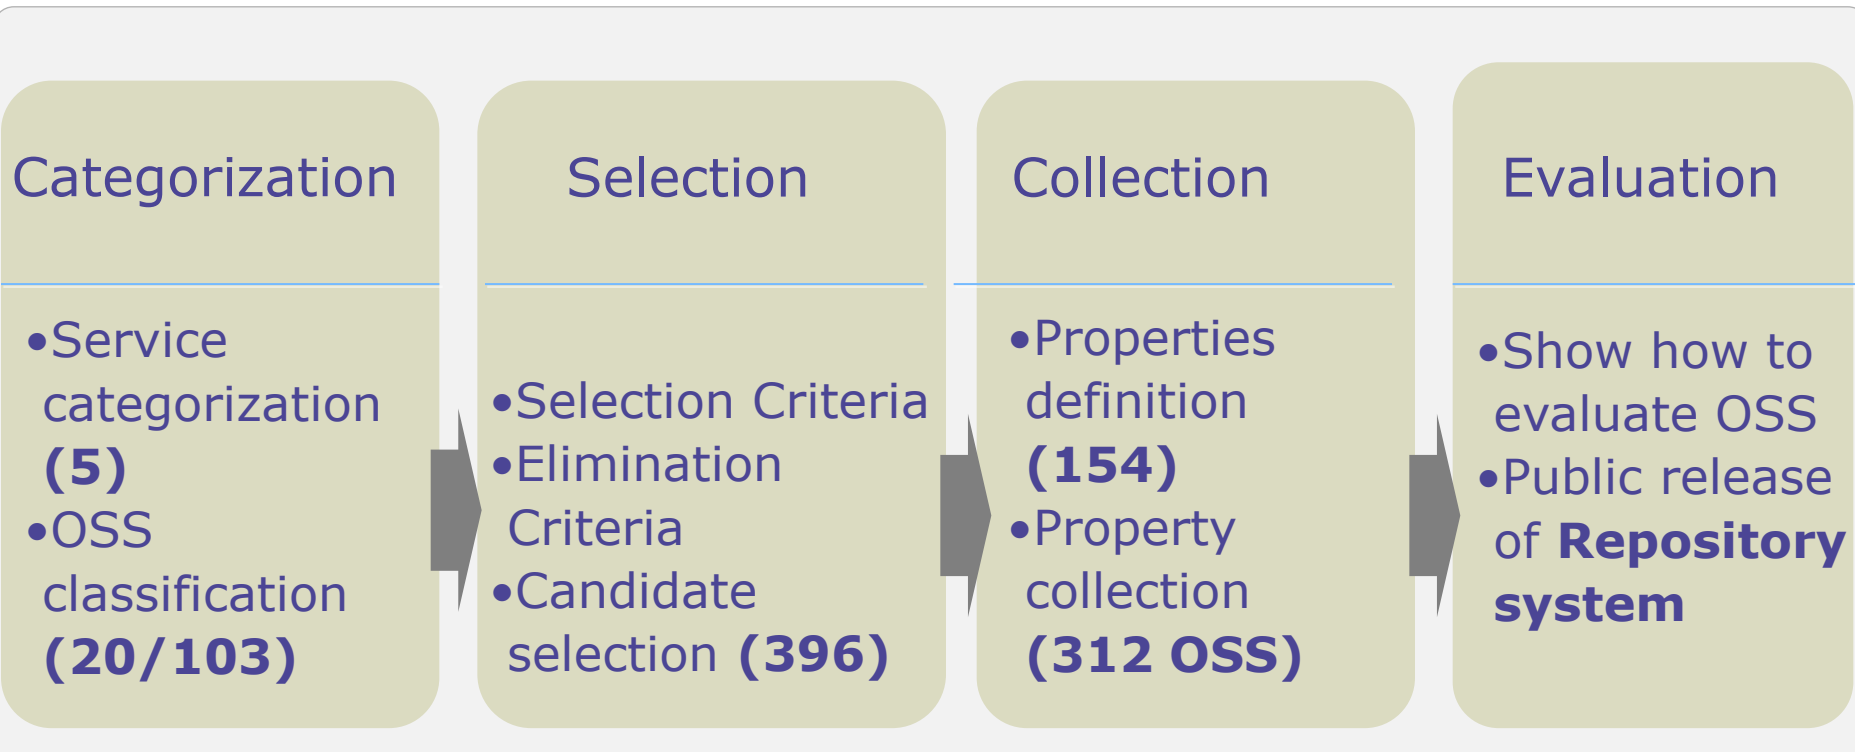 Categorization
•Service
categorization
(5)
•OSS
classification
(20/103)
Selection
•Selection Criteria
•Elimination
Criteria
•Candidate
selection (396)
Collection
•Properties
definition
(154)
•Property
collection
(312 OSS)
Evaluation
•Show how to
evaluate OSS
•Public release
of Repository
system